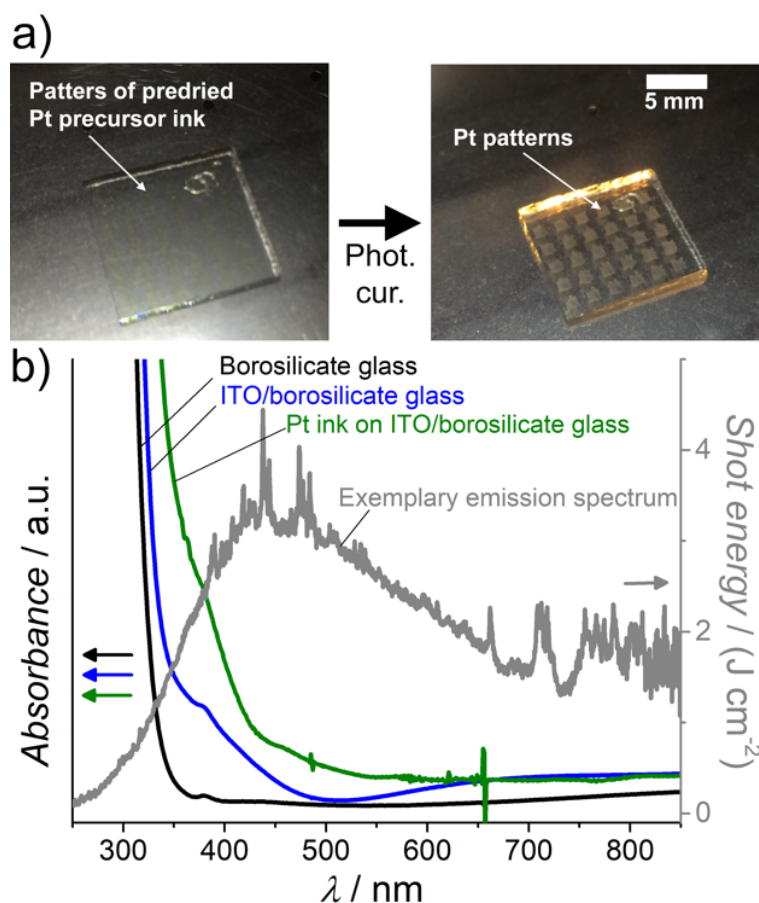 a)
Patters of predried
Pt precursor ink
Phot.
cur.
5 mm
Pt patterns
b)
Borosilicate glass
ITO/borosilicate glass
Pt ink on ITO/borosilicate glass
Exemplary emission spectrum
Absorbance / a.u.
Shot energy / (J cm⁻²)
4
2
0
300 400 500 600 700 800
λ / nm